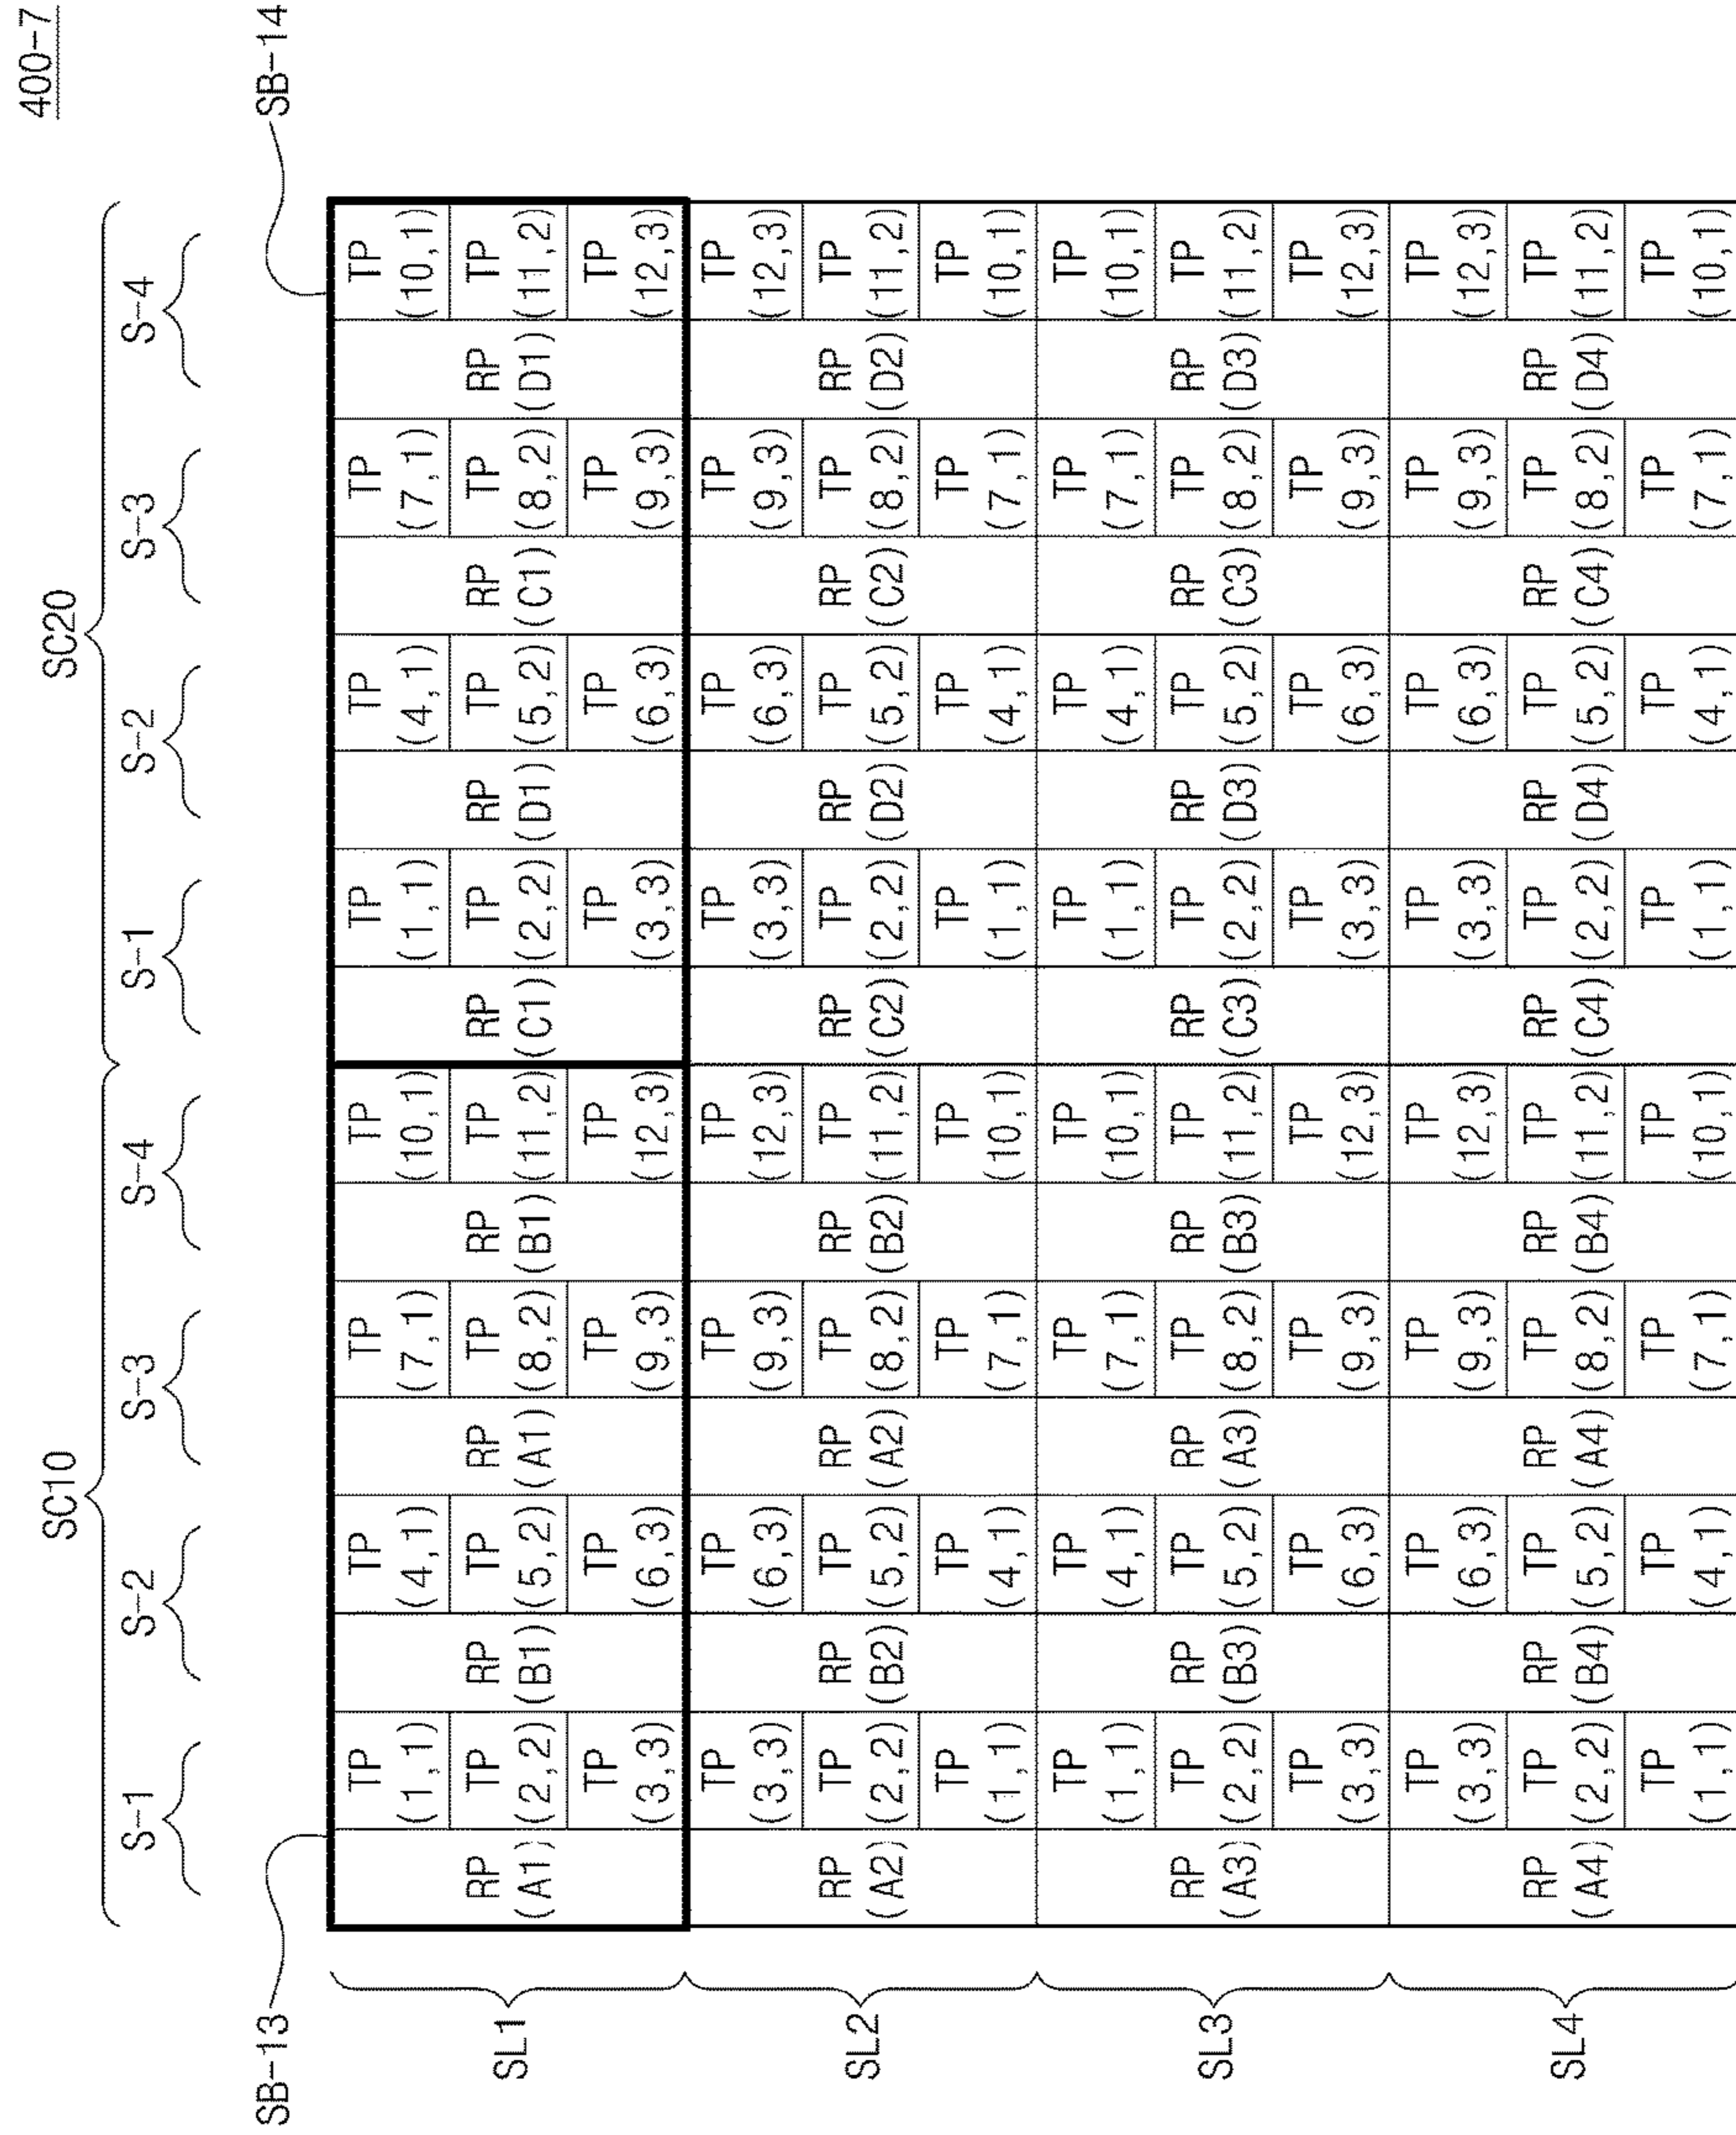 400-7
SC10 SC20
S-1 S-2 S-3 S-4 S-1 S-2 S-3 S-4
SB-13 SB-14
TP TP TP TP TP TP TP TP
(1,1) (4,1) (7,1) (10,1) (1,1) (4,1) (7,1) (10,1)
SL1
RP TP RP TP RP TP RP TP RP TP RP TP RP TP RP TP
(A1) (2,2) (B1) (5,2) (A1) (8,2) (B1) (11,2) (C1) (2,2) (D1) (5,2) (C1) (8,2) (D1) (11,2)
TP TP TP TP TP TP TP TP
(3,3) (6,3) (9,3) (12,3) (3,3) (6,3) (9,3) (12,3)
TP TP TP TP TP TP TP TP
(3,3) (6,3) (9,3) (12,3) (3,3) (6,3) (9,3) (12,3)
SL2
RP TP RP TP RP TP RP TP RP TP RP TP RP TP RP TP
(A2) (2,2) (B2) (5,2) (A2) (8,2) (B2) (11,2) (C2) (2,2) (D2) (5,2) (C2) (8,2) (D2) (11,2)
TP TP TP TP TP TP TP TP
(1,1) (4,1) (7,1) (10,1) (1,1) (4,1) (7,1) (10,1)
TP TP TP TP TP TP TP TP
(1,1) (4,1) (7,1) (10,1) (1,1) (4,1) (7,1) (10,1)
SL3
RP TP RP TP RP TP RP TP RP TP RP TP RP TP RP TP
(A3) (2,2) (B3) (5,2) (A3) (8,2) (B3) (11,2) (C3) (2,2) (D3) (5,2) (C3) (8,2) (D3) (11,2)
TP TP TP TP TP TP TP TP
(3,3) (6,3) (9,3) (12,3) (3,3) (6,3) (9,3) (12,3)
TP TP TP TP TP TP TP TP
(3,3) (6,3) (9,3) (12,3) (3,3) (6,3) (9,3) (12,3)
SL4
RP TP RP TP RP TP RP TP RP TP RP TP RP TP RP TP
(A4) (2,2) (B4) (5,2) (A4) (8,2) (B4) (11,2) (C4) (2,2) (D4) (5,2) (C4) (8,2) (D4) (11,2)
TP TP TP TP TP TP TP TP
(1,1) (4,1) (7,1) (10,1) (1,1) (4,1) (7,1) (10,1)